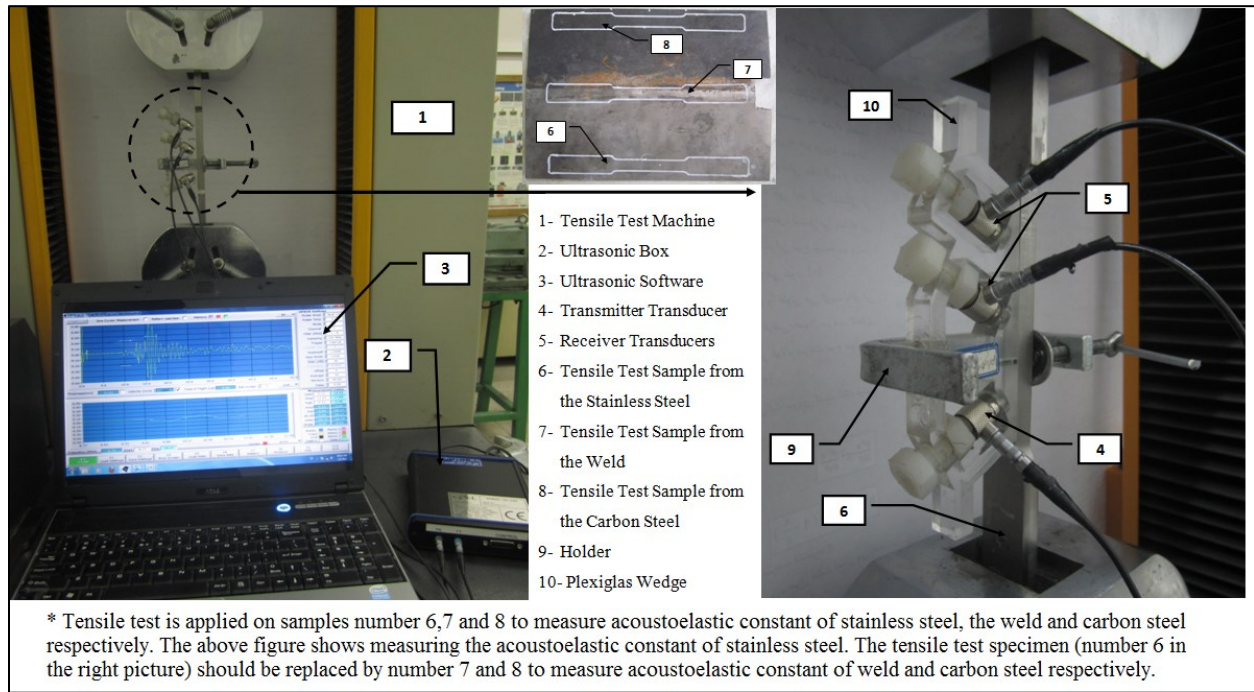 8
7
6
1
3
2
10
5
9
4
6
1- Tensile Test Machine
2- Ultrasonic Box
3- Ultrasonic Software
4- Transmitter Transducer
5- Receiver Transducers
6- Tensile Test Sample from
the Stainless Steel
7- Tensile Test Sample from
the Weld
8- Tensile Test Sample from
the Carbon Steel
9- Holder
10- Plexiglas Wedge
* Tensile test is applied on samples number 6,7 and 8 to measure acoustoelastic constant of stainless steel, the weld and carbon steel
respectively. The above figure shows measuring the acoustoelastic constant of stainless steel. The tensile test specimen (number 6 in
the right picture) should be replaced by number 7 and 8 to measure acoustoelastic constant of weld and carbon steel respectively.